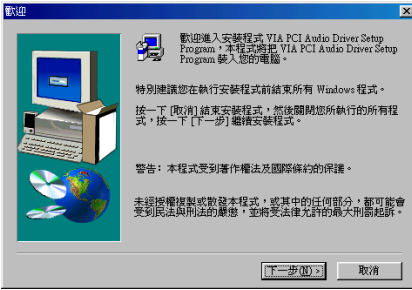 歡迎
歡迎進入安裝程式 VIA PCI Audio Driver Setup
Program，本程式將把 VIA PCI Audio Driver Setup
Program 裝入您的電腦。
特別建議您在執行安裝程式前結束所有 Windows 程式。
按一下 [取消] 結束安裝程式，然後關閉您所執行的所有程
式，按一下 [下一步] 繼續安裝程式。
警告: 本程式受到著作權法及國際條約的保護。
未經授權複製或散發本程式，或其中的任何部分，都可能會
受到民法與刑法的嚴懲，並將受法律允許的最大刑罰起訴。
下一步(N) >
取消